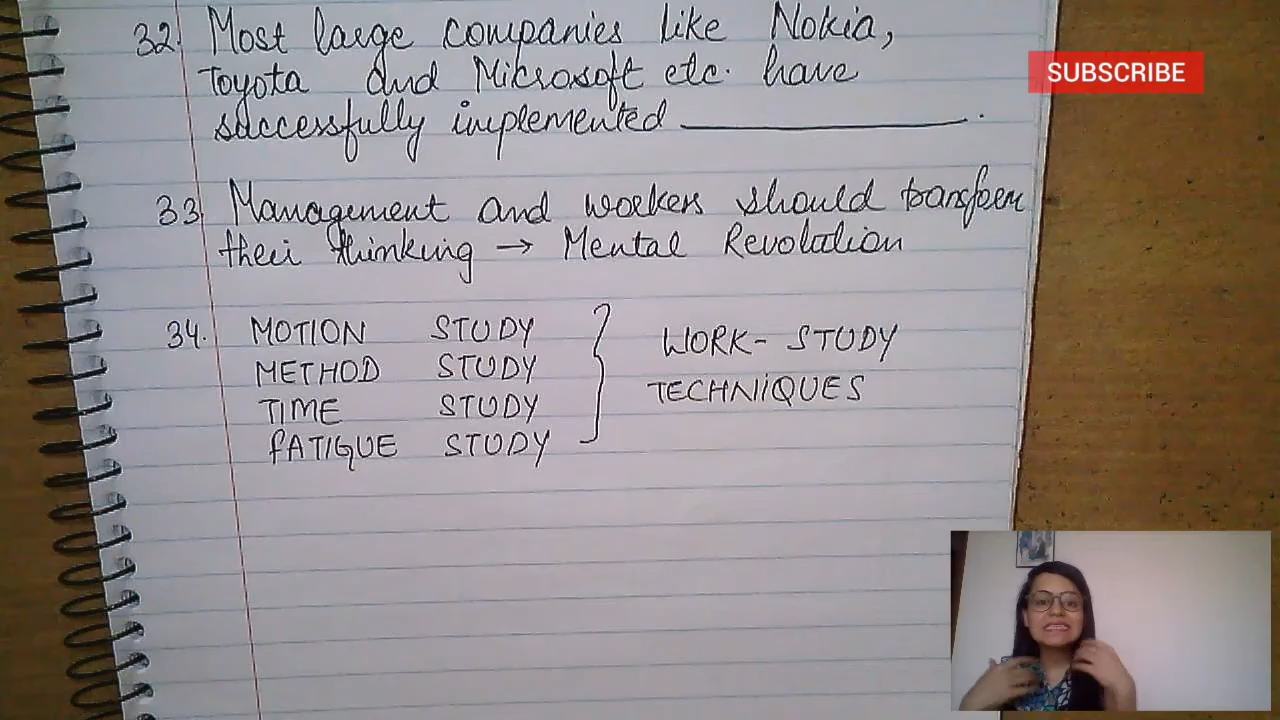 32. Most large companies like Nokia,
Toyota and Microsoft etc. have
successfully implemented ____________.
SUBSCRIBE
33. Management and workers should transform
their thinking → Mental Revolution
34. MOTION STUDY
METHOD STUDY
TIME STUDY
FATIGUE STUDY
WORK- STUDY
TECHNIQUES